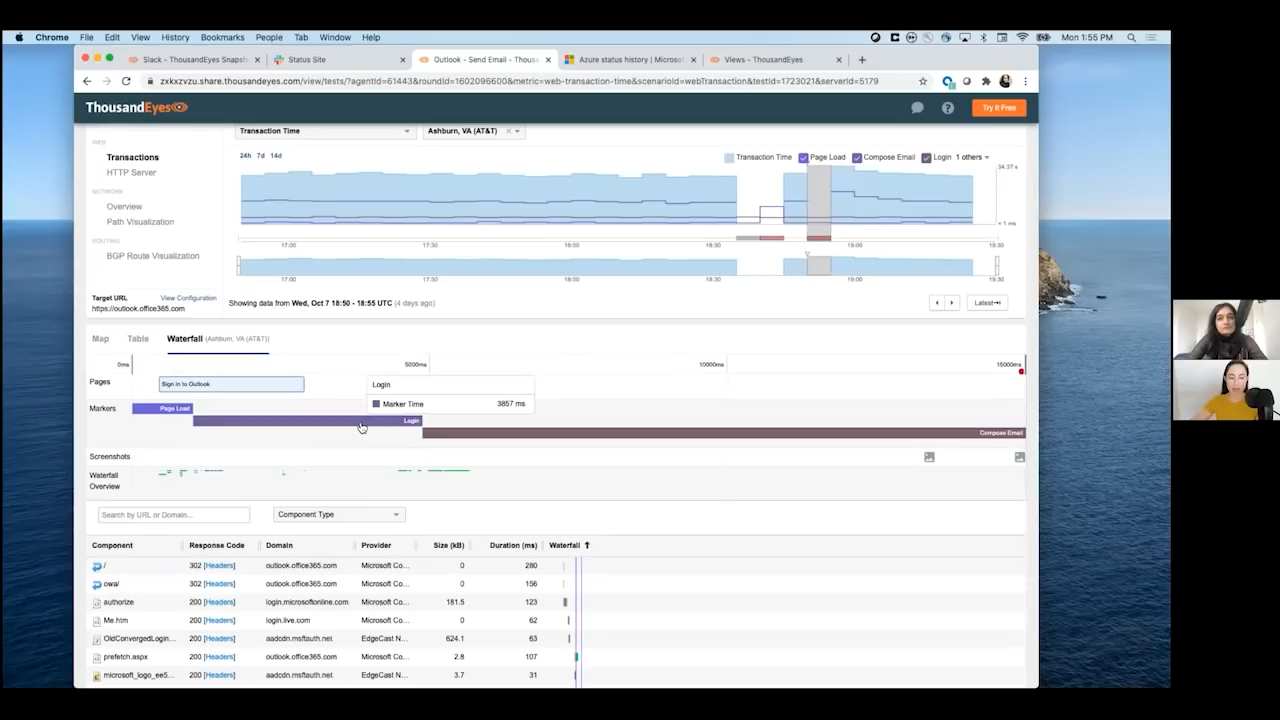 Chrome File Edit View History Bookmarks People Tab Window Help Mon 1:55 PM
Slack - ThousandEyes Snapsh Status Site Outlook - Send Email - Thousa Azure status history | Microsof Views - ThousandEyes
zxkxzvzu.share.thousandeyes.com/view/tests/?agentId=61443&roundId=1602096600&metric=web-transaction-time&scenarioId=webTransaction&testId=1723021&serverId=5179
ThousandEyes Try It Free
Transaction Time Ashburn, VA (AT&T)
WEB
Transactions
HTTP Server
NETWORK
Overview
Path Visualization
ROUTING
BGP Route Visualization
24h 7d 14d
Transaction Time Page Load Compose Email Login 1 others
34.37s
< 1 ms
17:00 17:30 18:00 18:30 19:00 19:30
17:00 17:30 18:00 18:30 19:00 19:30
Target URL View Configuration
https://outlook.office365.com
Showing data from Wed, Oct 7 18:50 - 18:55 UTC (4 days ago)
Latest
Map Table Waterfall (Ashburn, VA (AT&T))
0ms 5000ms 10000ms 15000ms
Pages Sign in to Outlook
Login
Marker Time 3857 ms
Markers Page Load
Login
Compose Email
Screenshots
Waterfall
Overview
Search by URL or Domain... Component Type
Component Response Code Domain Provider Size (kB) Duration (ms) Waterfall
/ 302 [Headers] outlook.office365.com Microsoft Co... 0 280
owa/ 302 [Headers] outlook.office365.com Microsoft Co... 0 156
authorize 200 [Headers] login.microsoftonline.com Microsoft Co... 181.5 123
Me.htm 200 [Headers] login.live.com Microsoft Co... 0 62
OldConvergedLogin... 200 [Headers] aadcdn.msftauth.net EdgeCast N... 624.1 63
prefetch.aspx 200 [Headers] outlook.office365.com Microsoft Co... 2.8 107
microsoft_logo_ee5... 200 [Headers] aadcdn.msftauth.net EdgeCast N... 3.7 31